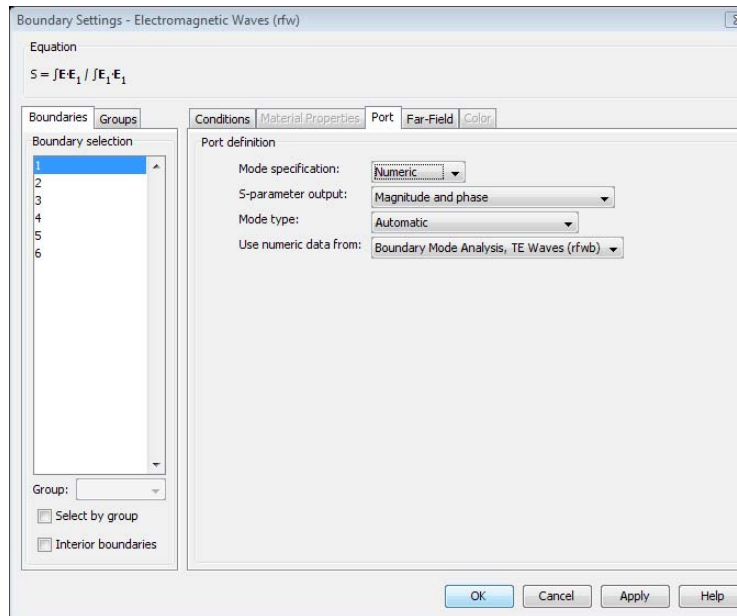 Boundary Settings - Electromagnetic Waves (rfw)
Equation
S = ∫E·E1 / ∫E1·E1
Boundaries Groups
Boundary selection
1
2
3
4
5
6
Group:
Select by group
Interior boundaries
Conditions Material Properties Port Far-Field Color
Port definition
Mode specification: Numeric
S-parameter output: Magnitude and phase
Mode type: Automatic
Use numeric data from: Boundary Mode Analysis, TE Waves (rfwb)
OK Cancel Apply Help